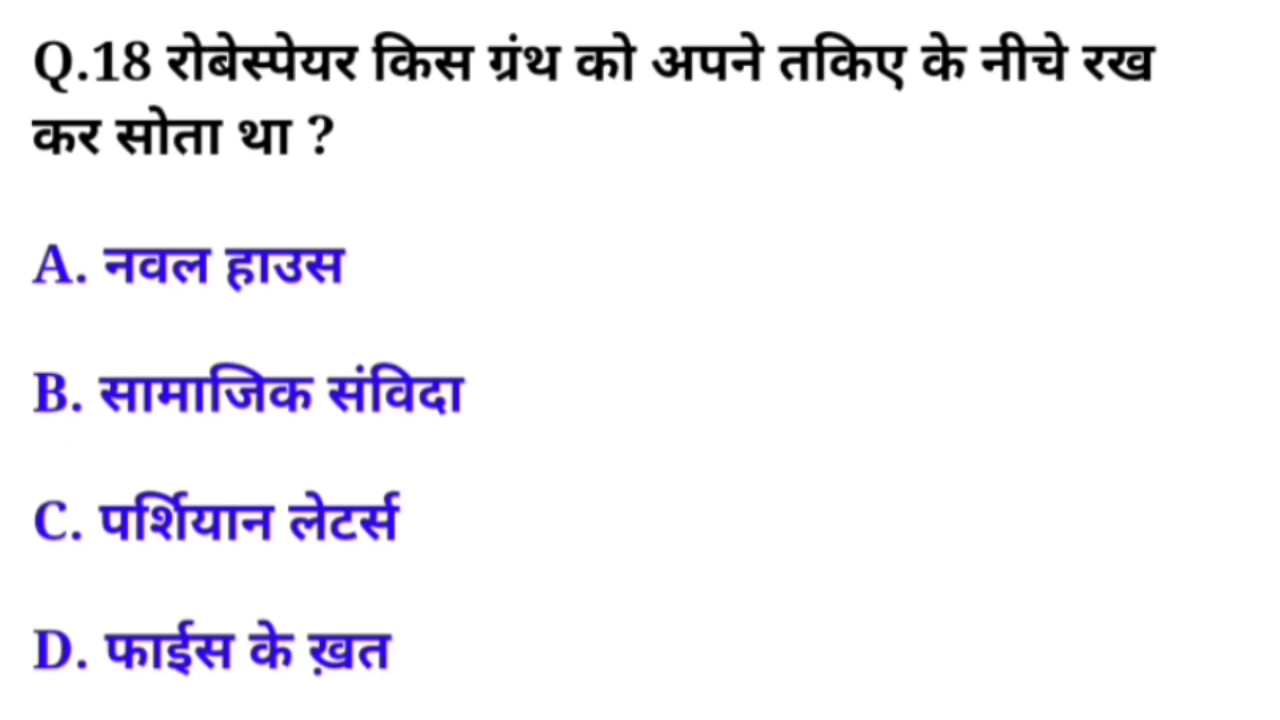 Q.18 रोबेस्पेयर किस ग्रंथ को अपने तकिए के नीचे रख
कर सोता था ?
A. नवल हाउस
B. सामाजिक संविदा
C. पर्शियान लेटर्स
D. फाईस के ख़त